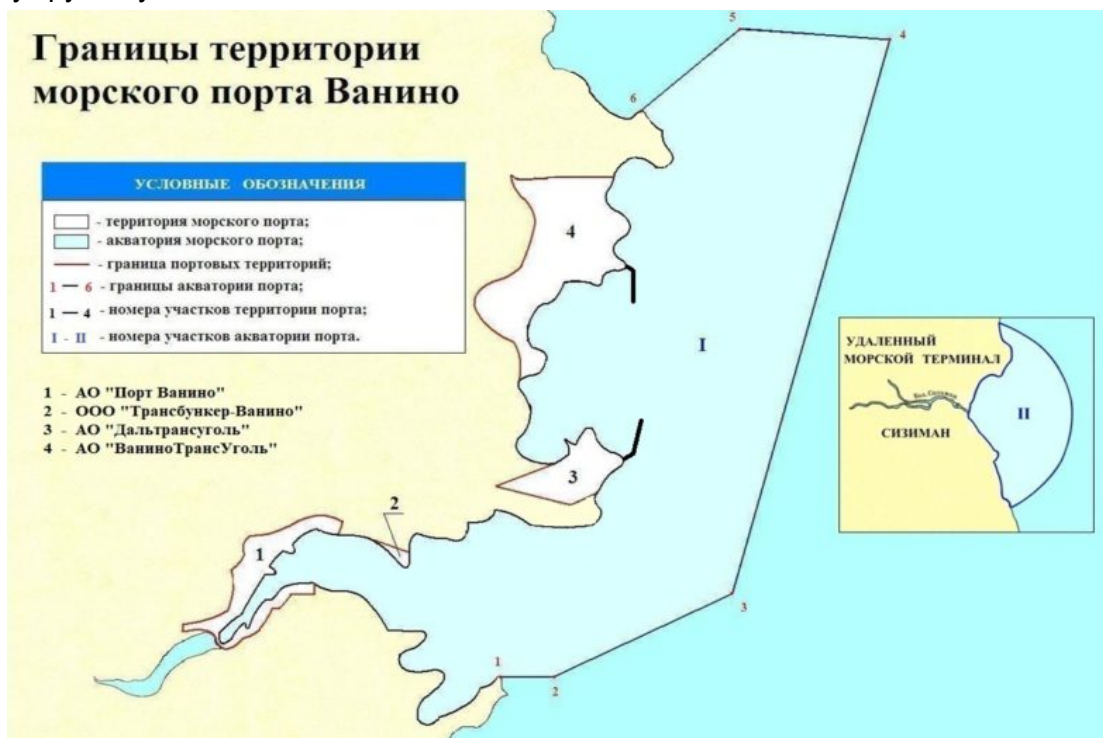 Границы территории
морского порта Ванино
УСЛОВНЫЕ ОБОЗНАЧЕНИЯ
- территория морского порта;
- акватория морского порта;
- граница портовых территорий;
1 — 6 - границы акватории порта;
1 — 4 - номера участков территории порта;
I - II - номера участков акватории порта.
1 - АО "Порт Ванино"
2 - ООО "Трансбункер-Ванино"
3 - АО "Дальтрансуголь"
4 - АО "ВаниноТрансУголь"
5
4
6
4
I
3
2
1
3
1
2
УДАЛЕННЫЙ
МОРСКОЙ ТЕРМИНАЛ
II
СИЗИМАН